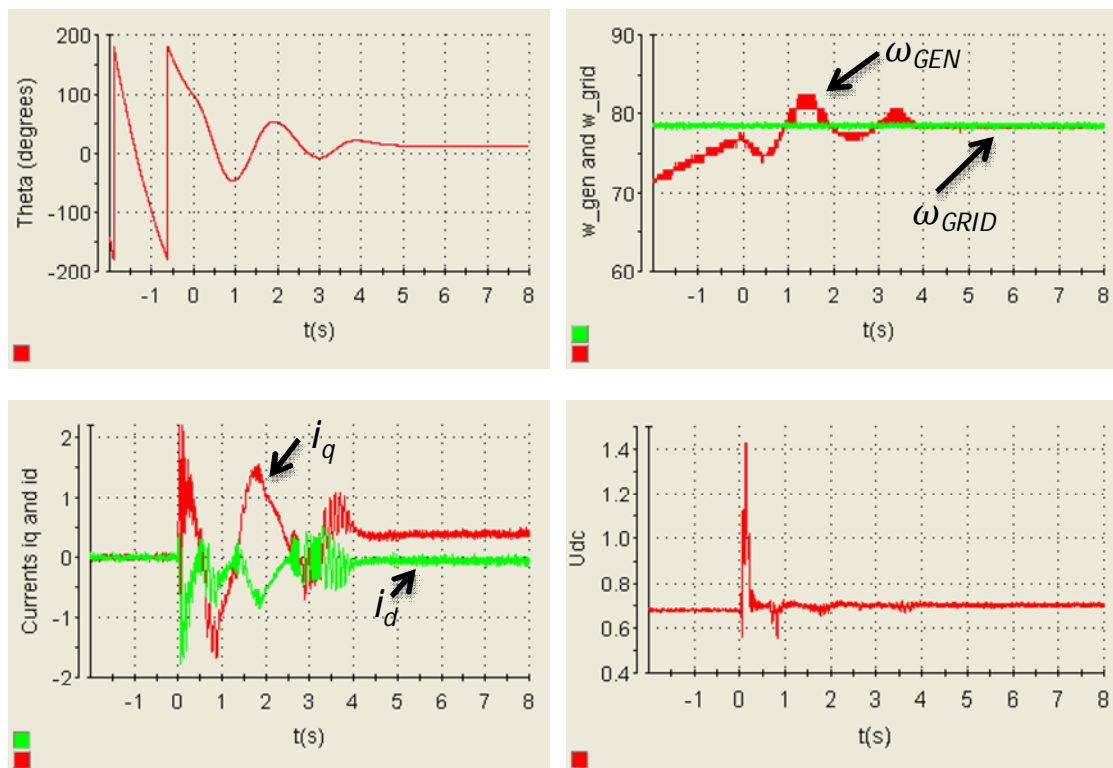 Theta (degrees)
200
100
0
-100
-200
-1 0 1 2 3 4 5 6 7 8
t(s)
w_gen and w_grid
90
80
70
60
ωGEN
ωGRID
-1 0 1 2 3 4 5 6 7 8
t(s)
Currents iq and id
2
1
0
-1
-2
iq
id
-1 0 1 2 3 4 5 6 7 8
t(s)
Udc
1.4
1.2
1.0
0.8
0.6
0.4
-1 0 1 2 3 4 5 6 7 8
t(s)